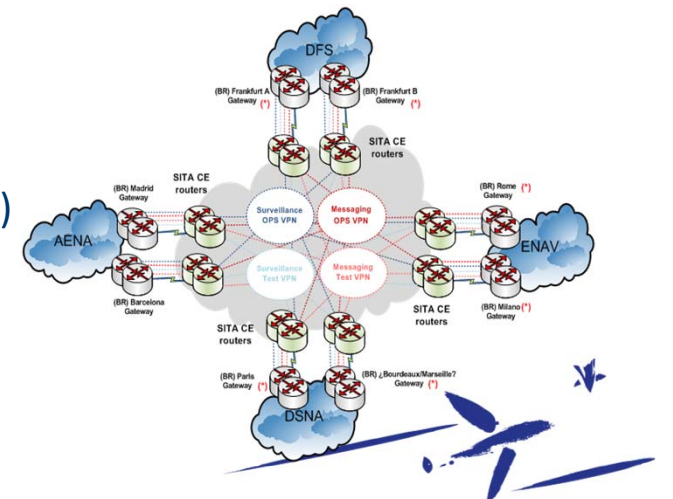 DFS
(BR) Frankfurt A
Gateway (*)
(BR) Frankfurt B
Gateway (*)
SITA CE
routers
SITA CE
routers
(BR) Madrid
Gateway
(BR) Rome (*)
Gateway
)
Surveillance
OPS VPN
Messaging
OPS VPN
AENA
ENAV
Surveillance
Test VPN
Messaging
Test VPN
(BR) Barcelona
Gateway
(BR) Milano (*)
Gateway
SITA CE
routers
SITA CE
routers
(BR) Paris
Gateway (*)
(BR) ¿Bourdeaux/Marseille?
Gateway (*)
DSNA